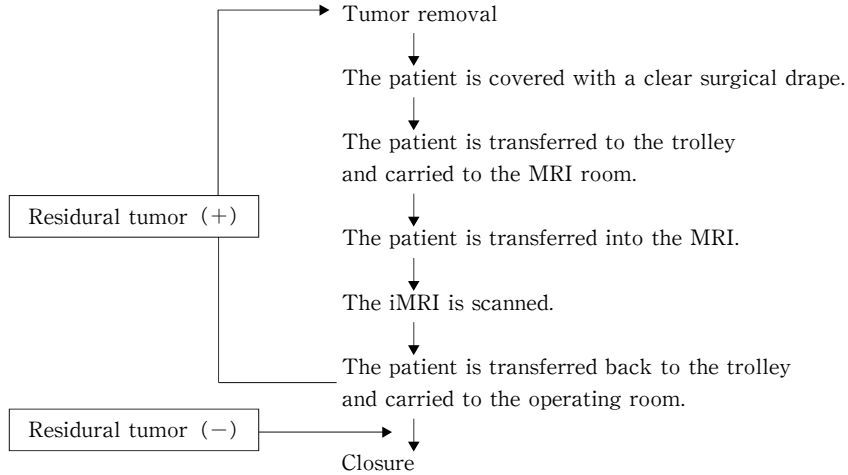 Tumor removal
The patient is covered with a clear surgical drape.
The patient is transferred to the trolley
and carried to the MRI room.
Residural tumor（+）
The patient is transferred into the MRI.
The iMRI is scanned.
The patient is transferred back to the trolley
and carried to the operating room.
Residural tumor（−）
Closure